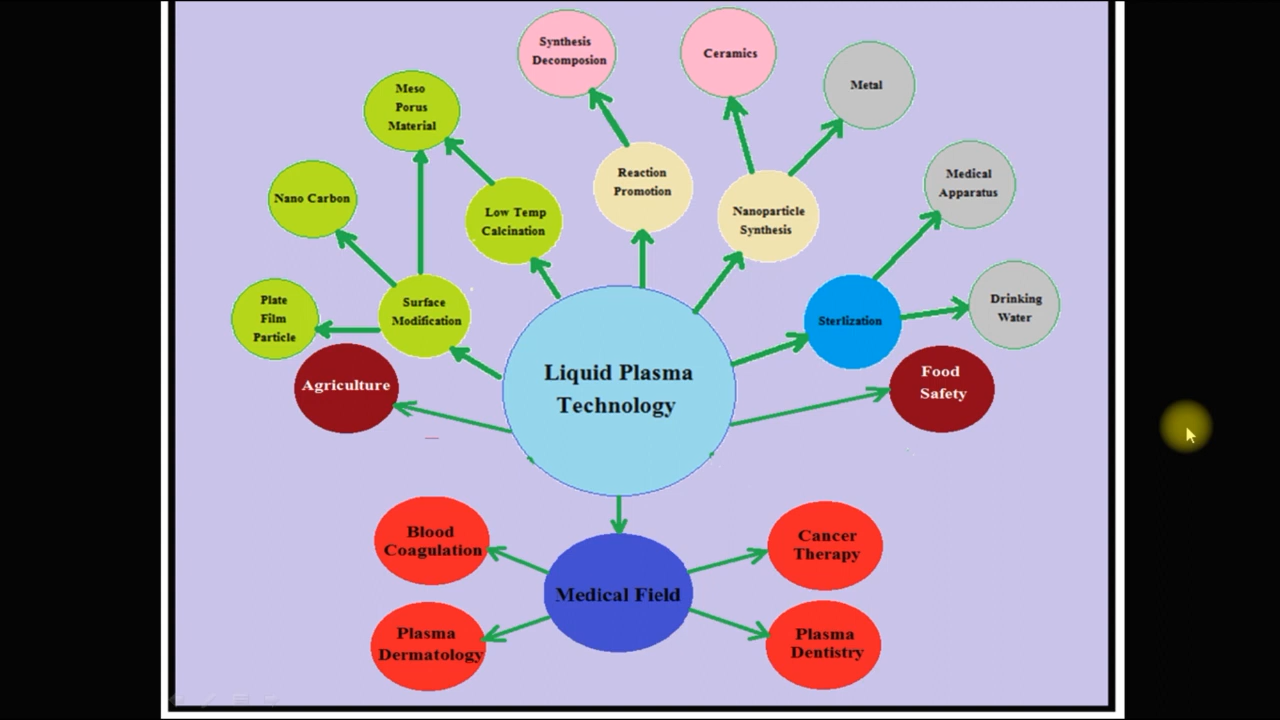 Synthesis
Decomposion
Ceramics
Metal
Meso
Porus
Material
Reaction
Promotion
Medical
Apparatus
Nano Carbon
Low Temp
Calcination
Nanoparticle
Synthesis
Plate
Film
Particle
Surface
Modification
Sterlization
Drinking
Water
Agriculture
Liquid Plasma
Technology
Food
Safety
Blood
Coagulation
Cancer
Therapy
Medical Field
Plasma
Dermatology
Plasma
Dentistry